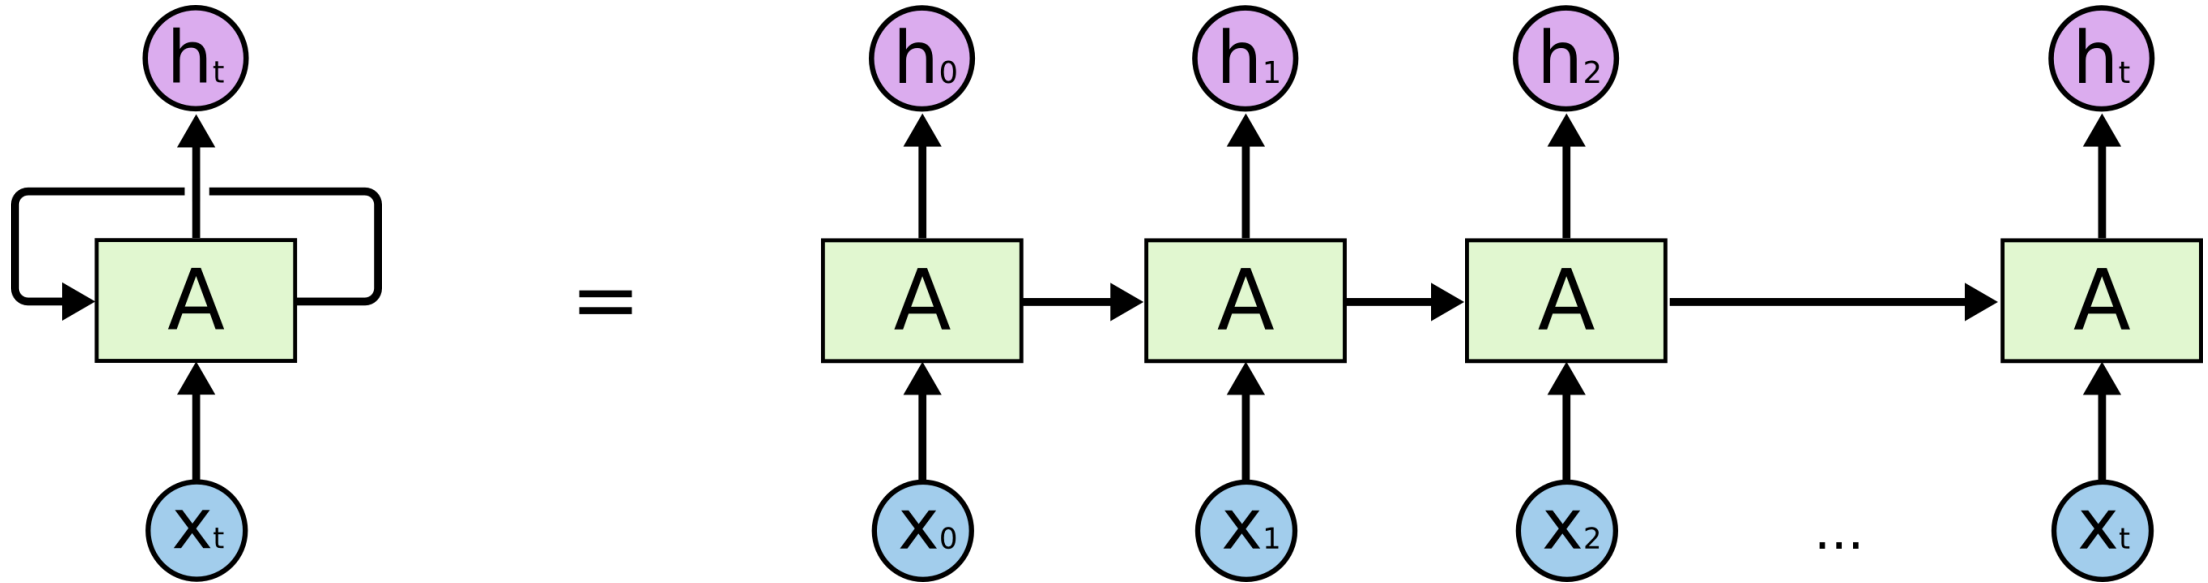 ht h0 h1 h2 ht
A = A A A A
xt x0 x1 x2 ... xt